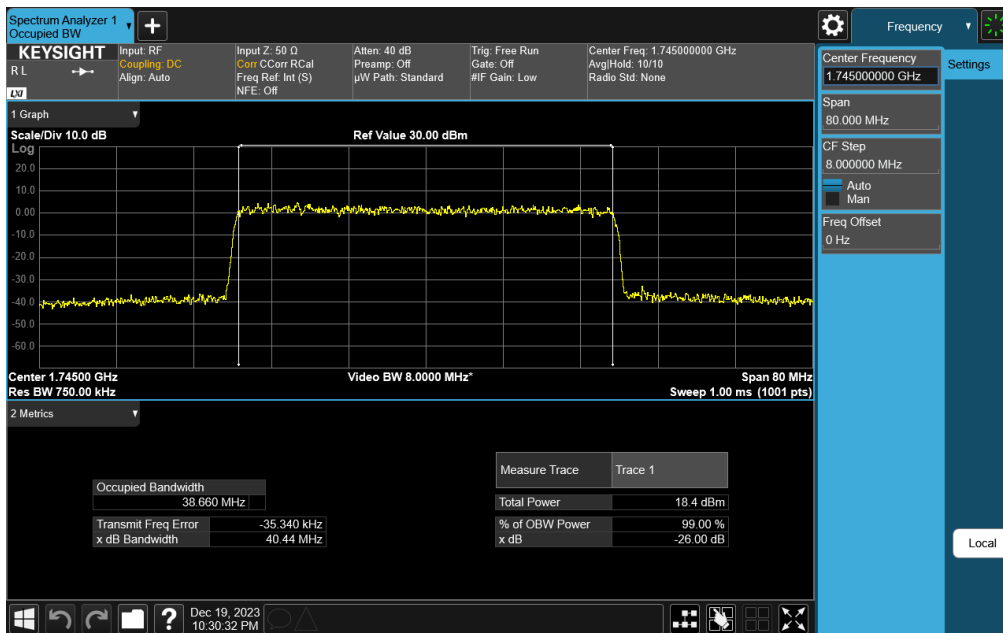 Spectrum Analyzer 1
Occupied BW
Frequency
KEYSIGHT
R L
LXI
Input: RF
Coupling: DC
Align: Auto
Input Z: 50 Ω
Corr CCorr RCal
Freq Ref: Int (S)
NFE: Off
Atten: 40 dB
Preamp: Off
µW Path: Standard
Trig: Free Run
Gate: Off
#IF Gain: Low
Center Freq: 1.745000000 GHz
Avg|Hold: 10/10
Radio Std: None
Center Frequency
1.745000000 GHz
Settings
Span
80.000 MHz
CF Step
8.000000 MHz
Auto
Man
Freq Offset
0 Hz
Local
1 Graph
Scale/Div 10.0 dB
Ref Value 30.00 dBm
Log
20.0
10.0
0.00
-10.0
-20.0
-30.0
-40.0
-50.0
-60.0
Center 1.74500 GHz
Video BW 8.0000 MHz*
Span 80 MHz
Res BW 750.00 kHz
Sweep 1.00 ms (1001 pts)
2 Metrics
Measure Trace
Trace 1
Occupied Bandwidth
38.660 MHz
Total Power
18.4 dBm
Transmit Freq Error
-35.340 kHz
% of OBW Power
99.00 %
x dB Bandwidth
40.44 MHz
x dB
-26.00 dB
?
Dec 19, 2023
10:30:32 PM